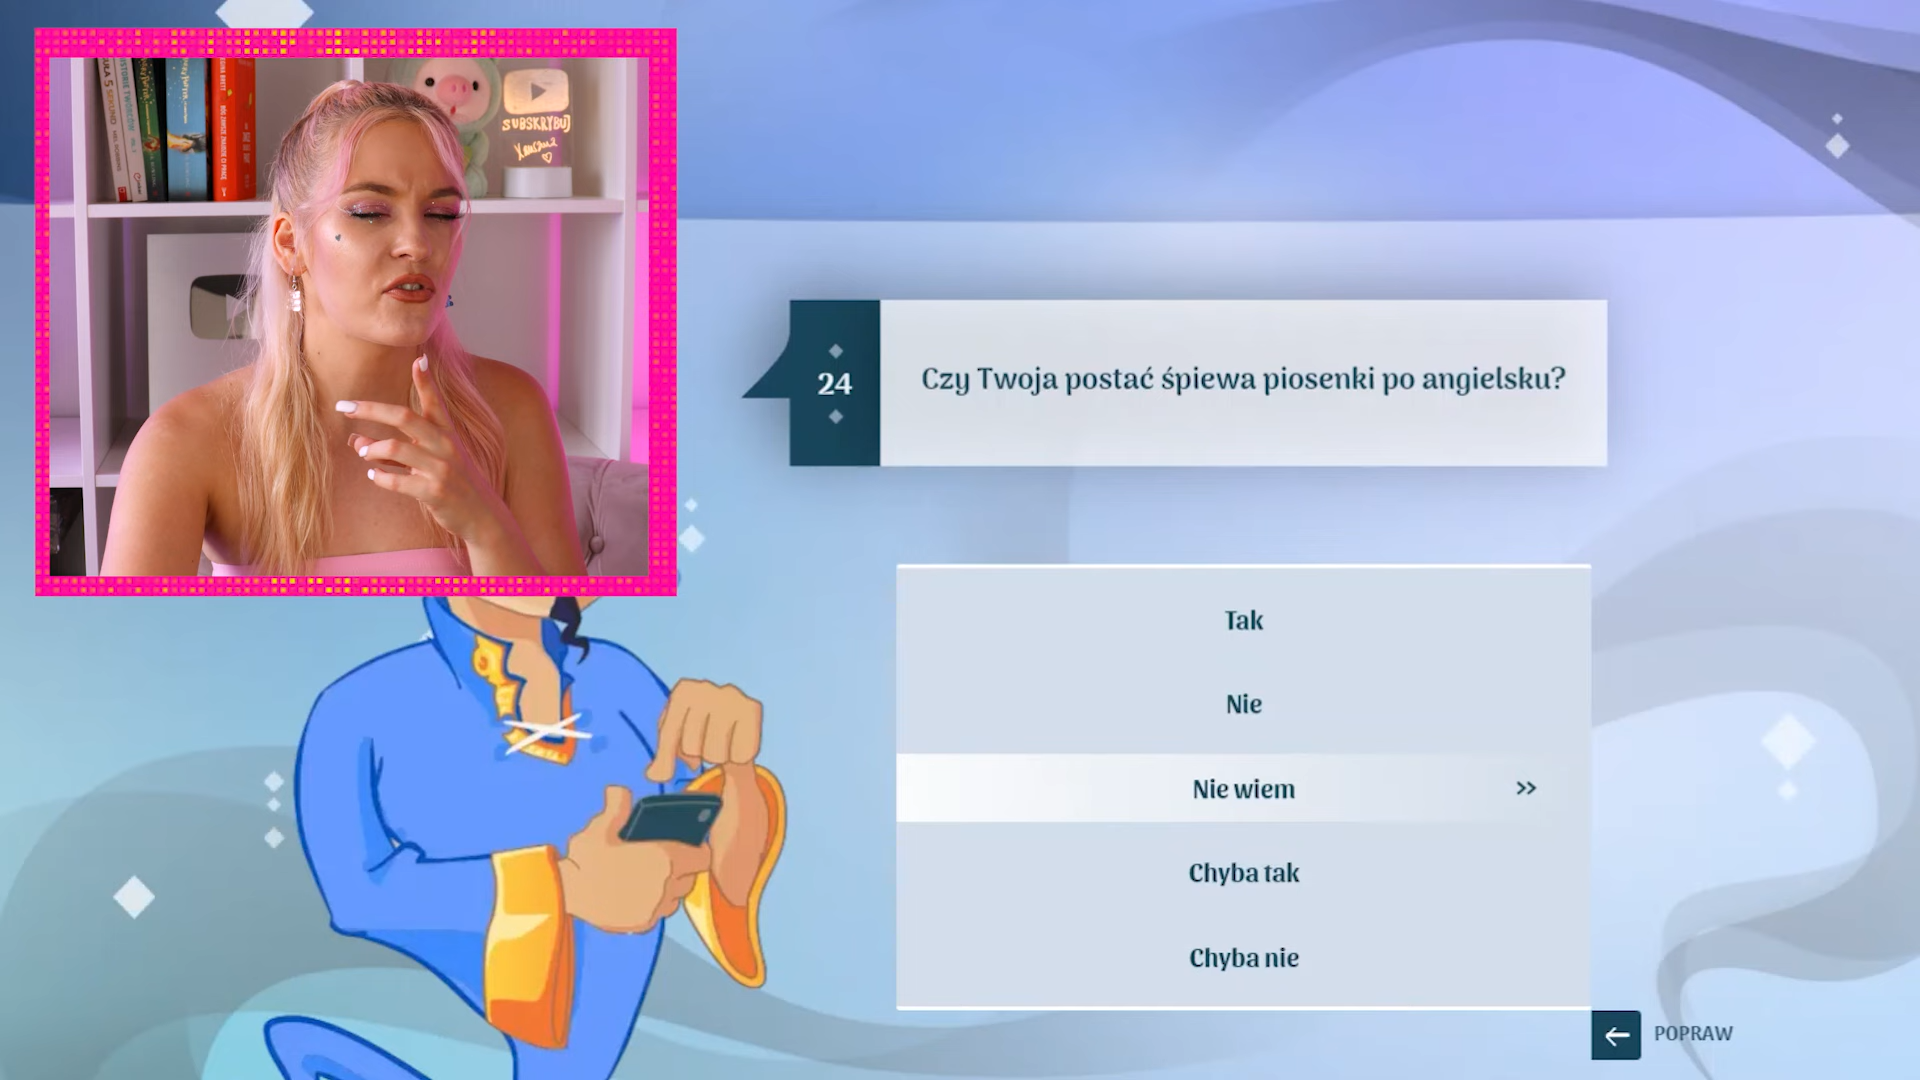 SUBSKRYBUJ
24
Czy Twoja postać śpiewa piosenki po angielsku?
Tak
Nie
Nie wiem
Chyba tak
Chyba nie
POPRAW